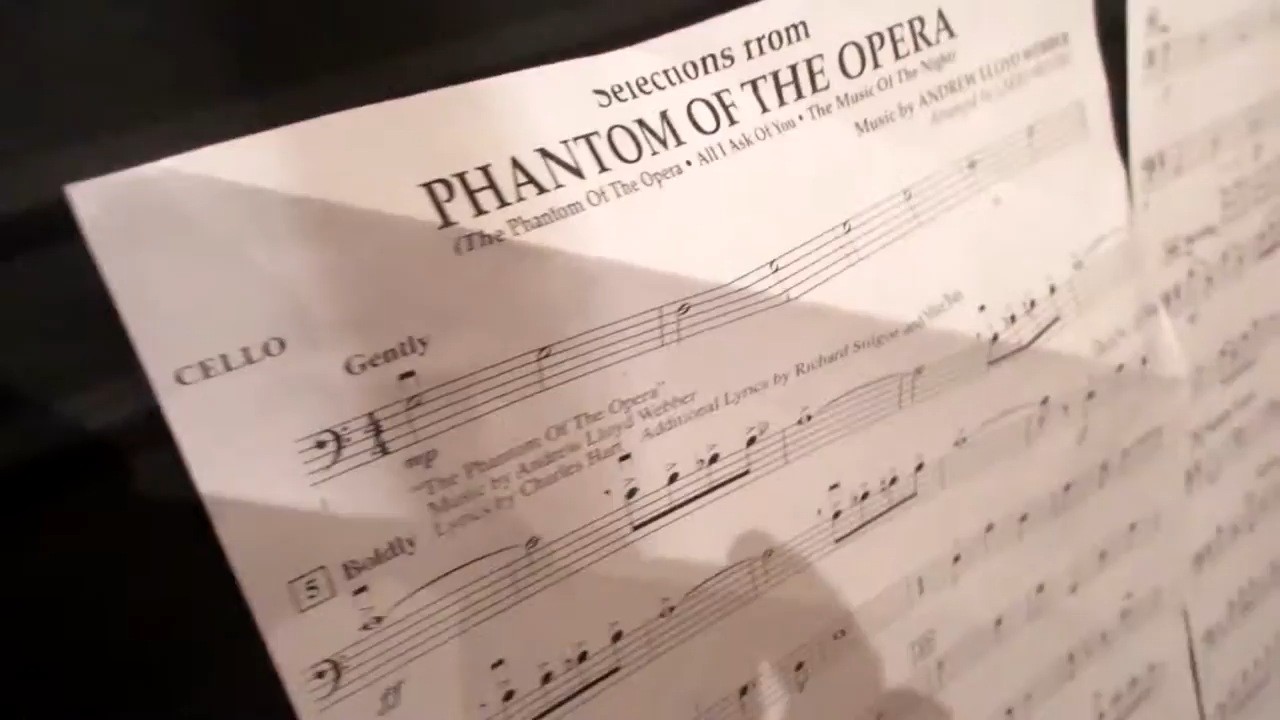 Selections from
PHANTOM OF THE OPERA
(The Phantom Of The Opera • All I Ask Of You • The Music Of The Night)
Music by ANDREW LLOYD WEBBER
Arranged by
CELLO
Gently
mp
"The Phantom Of The Opera"
Music by Andrew Lloyd Webber
Lyrics by Charles Hart
Additional Lyrics by Richard Stilgoe and Mike Batt
5
Boldly
ff